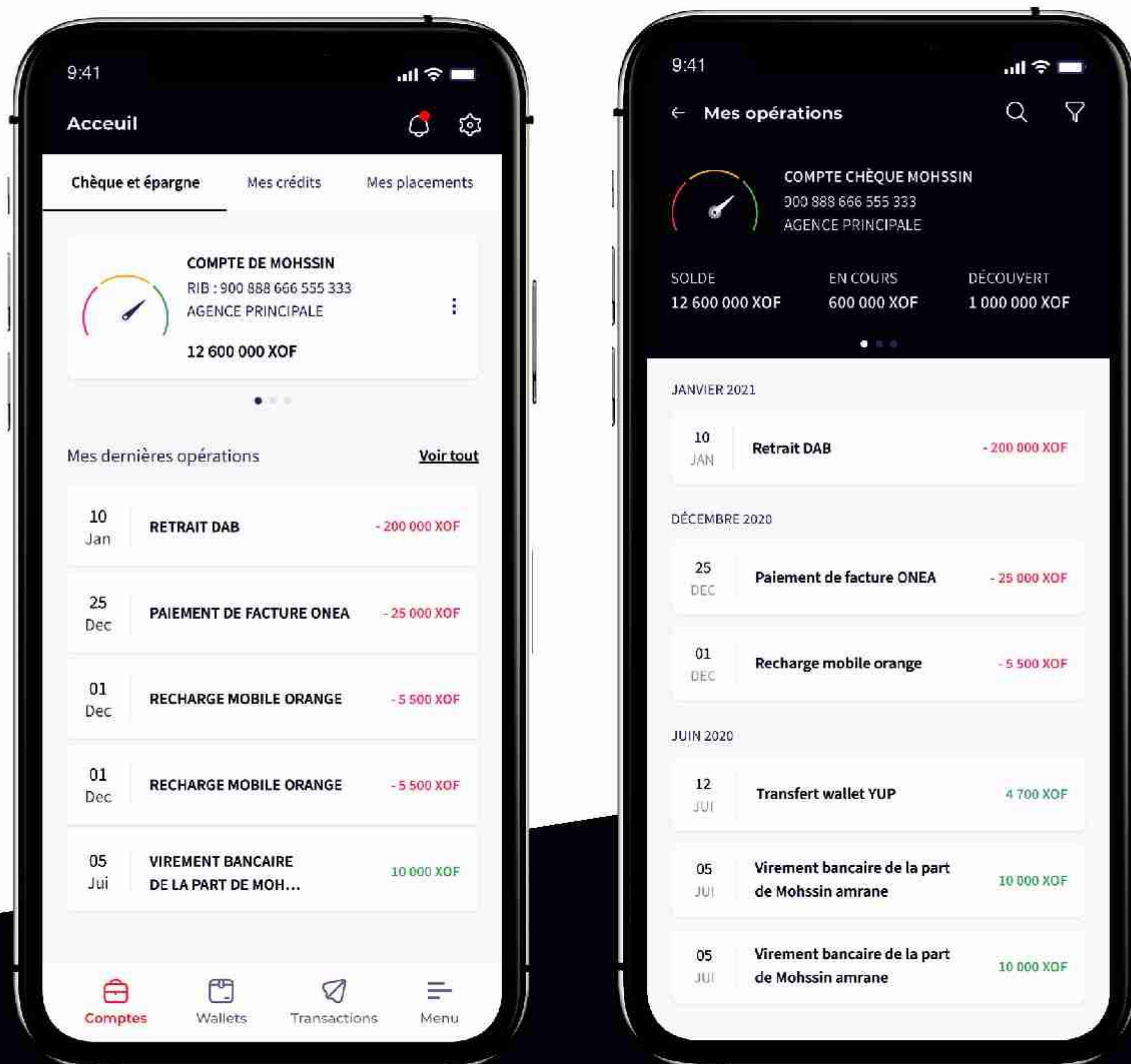 9:41
Acceuil
Chèque et épargne Mes crédits Mes placements
COMPTE DE MOHSSIN
RIB : 900 888 666 555 333
AGENCE PRINCIPALE
12 600 000 XOF
Mes dernières opérations Voir tout
10 Jan RETRAIT DAB - 200 000 XOF
25 Dec PAIEMENT DE FACTURE ONEA - 25 000 XOF
01 Dec RECHARGE MOBILE ORANGE - 5 500 XOF
01 Dec RECHARGE MOBILE ORANGE - 5 500 XOF
05 Jui VIREMENT BANCAIRE
DE LA PART DE MOH... 10 000 XOF
Comptes Wallets Transactions Menu
9:41
Mes opérations
COMPTE CHÈQUE MOHSSIN
900 888 666 555 333
AGENCE PRINCIPALE
SOLDE EN COURS DÉCOUVERT
12 600 000 XOF 600 000 XOF 1 000 000 XOF
JANVIER 2021
10 JAN Retrait DAB - 200 000 XOF
DÉCEMBRE 2020
25 DEC Paiement de facture ONEA - 25 000 XOF
01 DEC Recharge mobile orange - 5 500 XOF
JUIN 2020
12 JUI Transfert wallet YUP 4 700 XOF
05 JUI Virement bancaire de la part
de Mohssin amrane 10 000 XOF
05 JUI Virement bancaire de la part
de Mohssin amrane 10 000 XOF